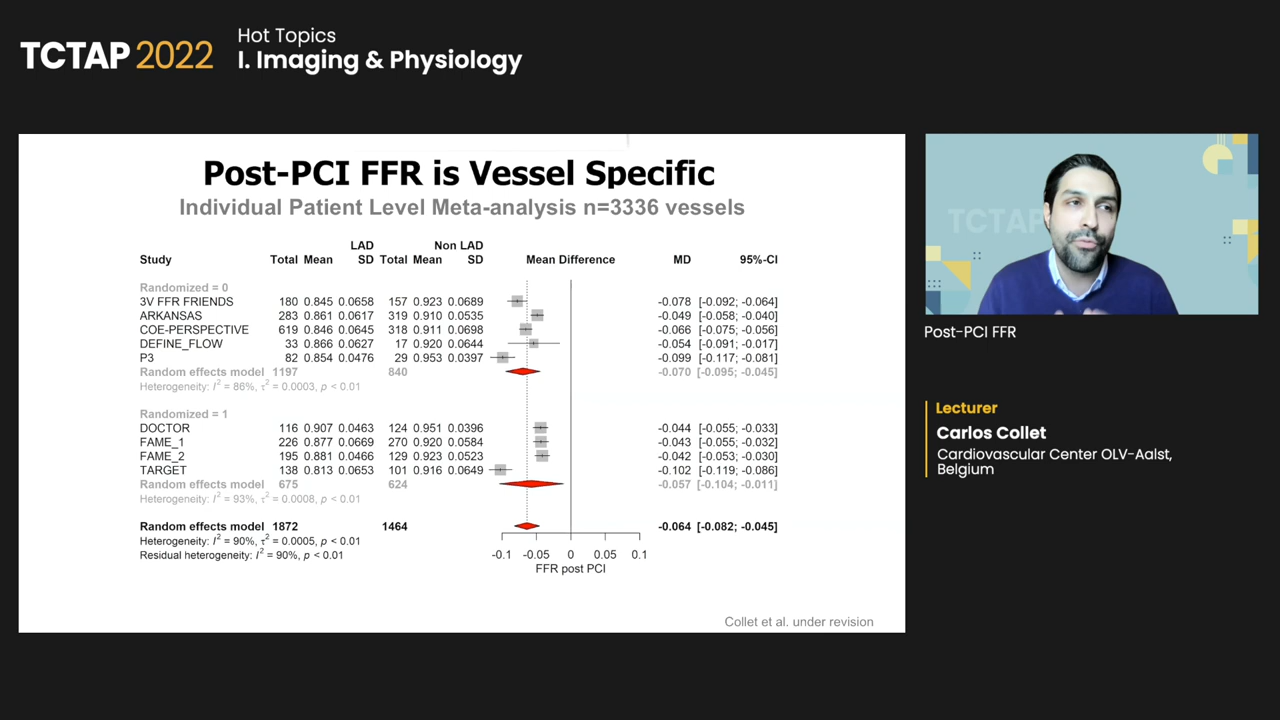 TCTAP 2022
Hot Topics
I. Imaging & Physiology
Post-PCI FFR is Vessel Specific
Individual Patient Level Meta-analysis n=3336 vessels
LAD Non LAD
Study Total Mean SD Total Mean SD Mean Difference MD 95%-CI
Randomized = 0
3V FFR FRIENDS 180 0.845 0.0658 157 0.923 0.0689 -0.078 [-0.092; -0.064]
ARKANSAS 283 0.861 0.0617 319 0.910 0.0535 -0.049 [-0.058; -0.040]
COE-PERSPECTIVE 619 0.846 0.0645 318 0.911 0.0698 -0.066 [-0.075; -0.056]
DEFINE_FLOW 33 0.866 0.0627 17 0.920 0.0644 -0.054 [-0.091; -0.017]
P3 82 0.854 0.0476 29 0.953 0.0397 -0.099 [-0.117; -0.081]
Random effects model 1197 840 -0.070 [-0.095; -0.045]
Heterogeneity: I² = 86%, τ² = 0.0003, p < 0.01
Randomized = 1
DOCTOR 116 0.907 0.0463 124 0.951 0.0396 -0.044 [-0.055; -0.033]
FAME_1 226 0.877 0.0669 270 0.920 0.0584 -0.043 [-0.055; -0.032]
FAME_2 195 0.881 0.0466 129 0.923 0.0523 -0.042 [-0.053; -0.030]
TARGET 138 0.813 0.0653 101 0.916 0.0649 -0.102 [-0.119; -0.086]
Random effects model 675 624 -0.057 [-0.104; -0.011]
Heterogeneity: I² = 93%, τ² = 0.0008, p < 0.01
Random effects model 1872 1464 -0.064 [-0.082; -0.045]
Heterogeneity: I² = 90%, τ² = 0.0005, p < 0.01
Residual heterogeneity: I² = 90%, p < 0.01
-0.1 -0.05 0 0.05 0.1
FFR post PCI
Collet et al. under revision
TCTAP
Post-PCI FFR
Lecturer
Carlos Collet
Cardiovascular Center OLV-Aalst,
Belgium